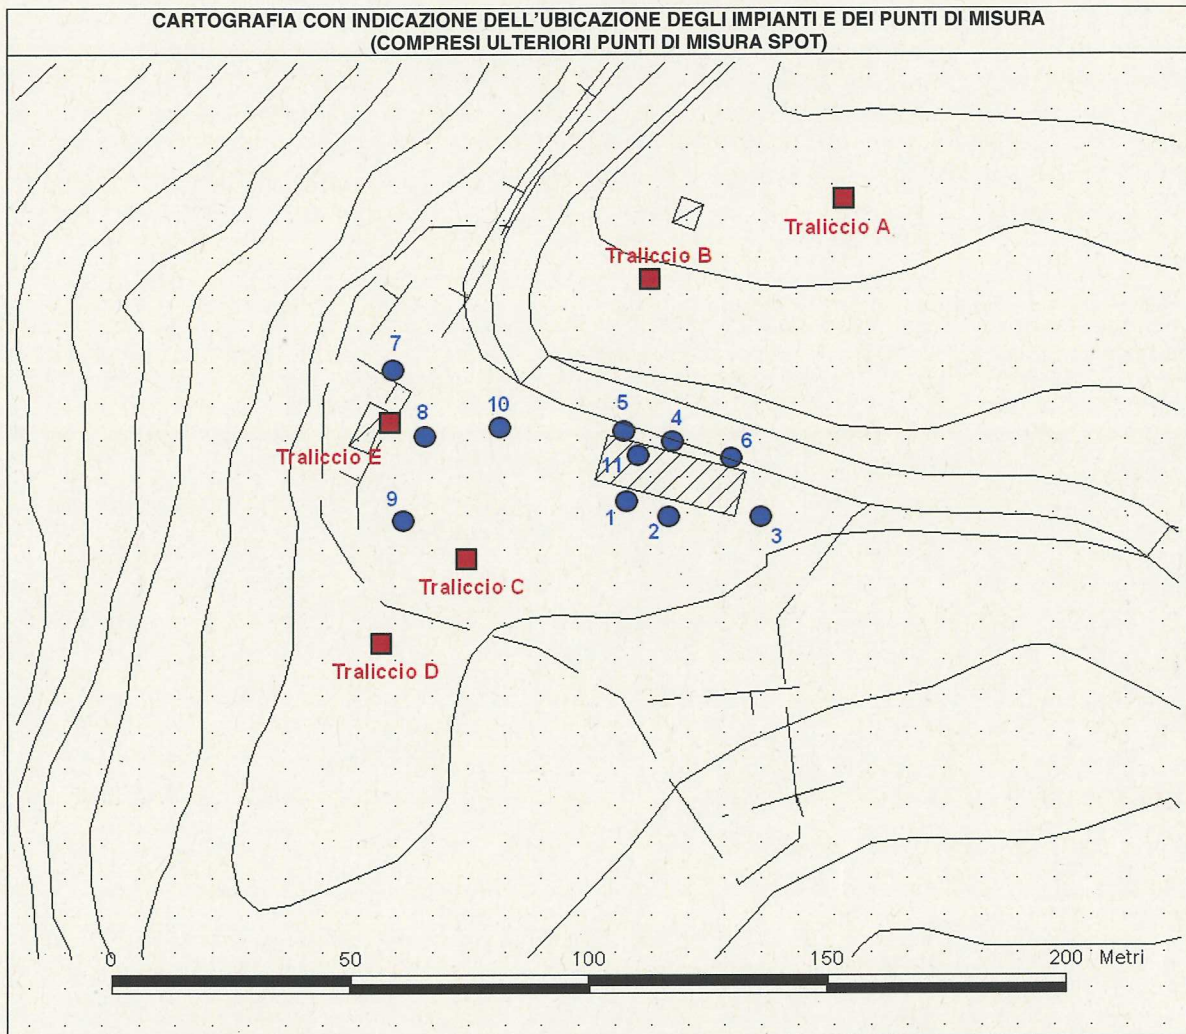 CARTOGRAFIA CON INDICAZIONE DELL'UBICAZIONE DEGLI IMPIANTI E DEI PUNTI DI MISURA
(COMPRESI ULTERIORI PUNTI DI MISURA SPOT)
Traliccio A
Traliccio B
7
10
5
8
4
6
Traliccio E
11
9
1
2
3
Traliccio C
Traliccio D
0 50 100 150 200 Metri